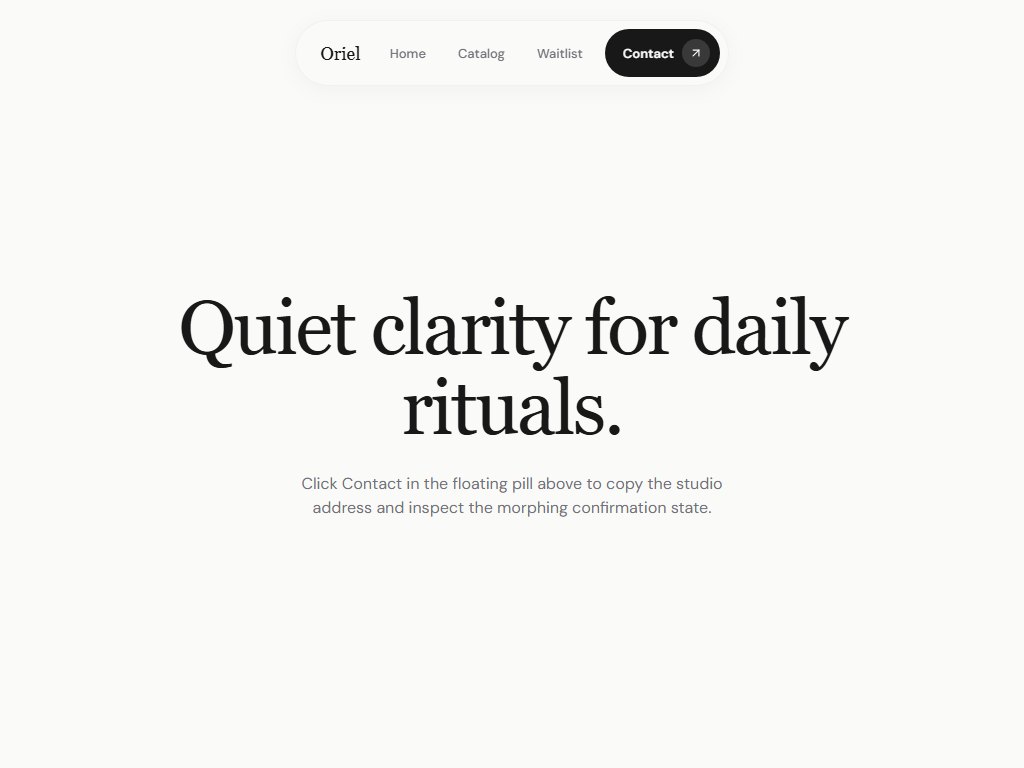 Oriel Home Catalog Waitlist Contact
Quiet clarity for daily
rituals.
Click Contact in the floating pill above to copy the studio
address and inspect the morphing confirmation state.